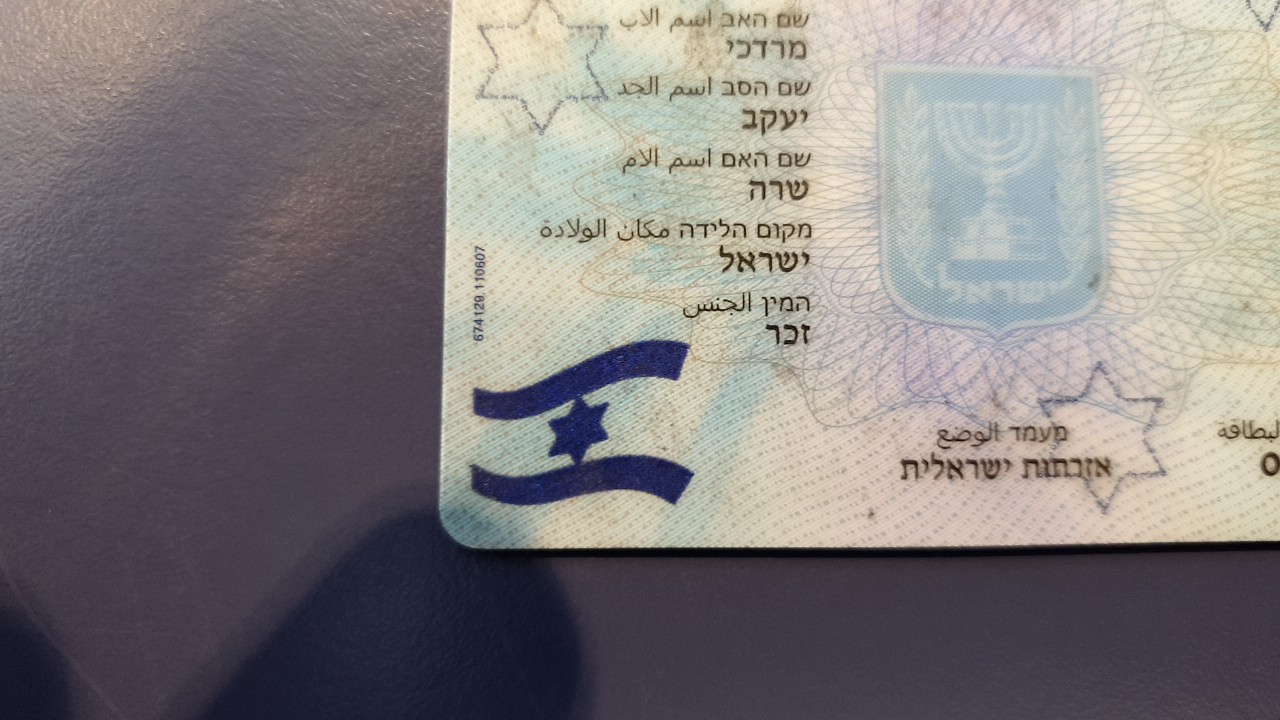 שם האב اسم الاب
מרדכי
שם הסב اسم الجد
יעקב
שם האם اسم الام
שרה
מקום הלידה مكان الولادة
ישראל
המין الجنس
זכר
מעמד الوضع
אזרחות ישראלית
البطاقة
0
ישראל
674129 110607